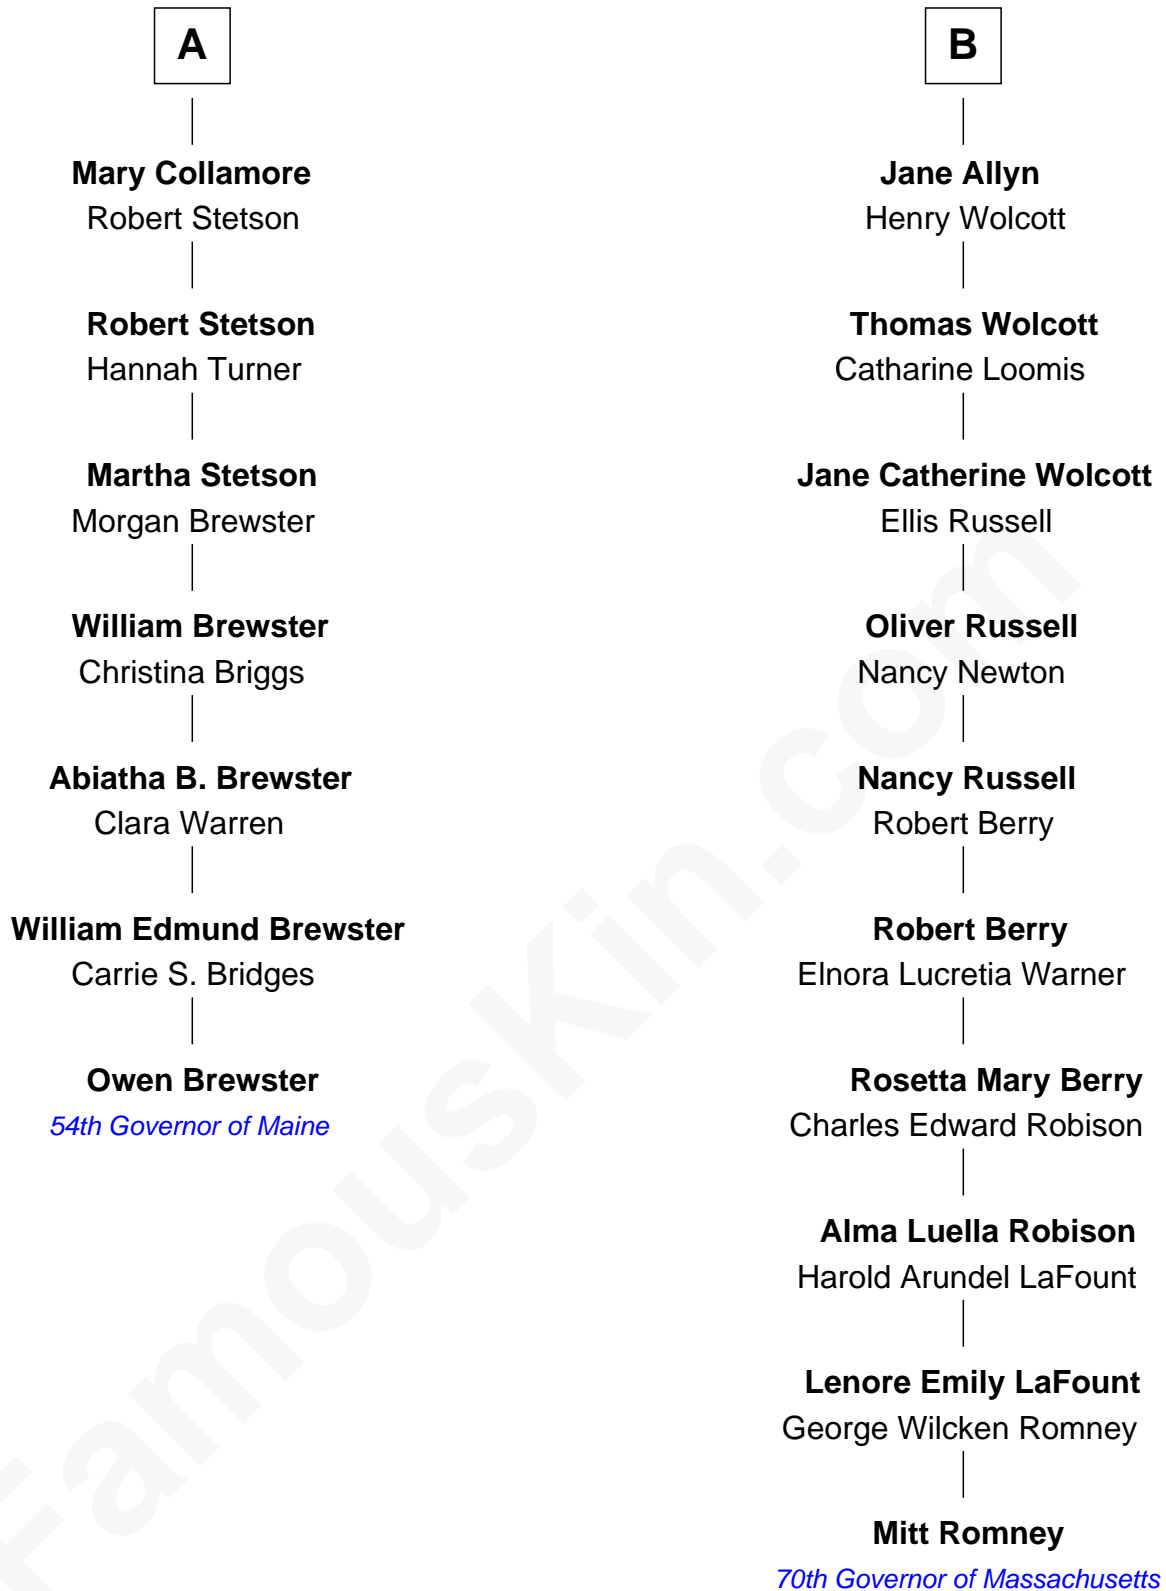 A
Mary Collamore
Robert Stetson
Robert Stetson
Hannah Turner
Martha Stetson
Morgan Brewster
William Brewster
Christina Briggs
Abiatha B. Brewster
Clara Warren
William Edmund Brewster
Carrie S. Bridges
Owen Brewster
54th Governor of Maine
B
Jane Allyn
Henry Wolcott
Thomas Wolcott
Catharine Loomis
Jane Catherine Wolcott
Ellis Russell
Oliver Russell
Nancy Newton
Nancy Russell
Robert Berry
Robert Berry
Elnora Lucretia Warner
Rosetta Mary Berry
Charles Edward Robison
Alma Luella Robison
Harold Arundel LaFount
Lenore Emily LaFount
George Wilcken Romney
Mitt Romney
70th Governor of Massachusetts
FamousKin.com